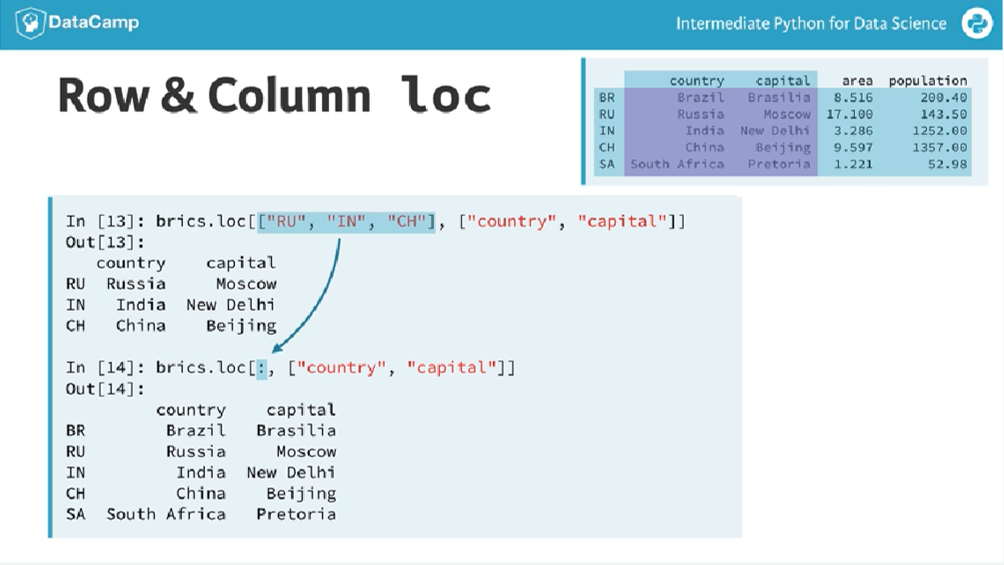 DataCamp
Intermediate Python for Data Science
Row & Column loc
country capital area population
BR Brazil Brasilia 8.516 200.40
RU Russia Moscow 17.100 143.50
IN India New Delhi 3.286 1252.00
CH China Beijing 9.597 1357.00
SA South Africa Pretoria 1.221 52.98
In [13]: brics.loc[["RU", "IN", "CH"], ["country", "capital"]]
Out[13]:
country capital
RU Russia Moscow
IN India New Delhi
CH China Beijing
In [14]: brics.loc[:, ["country", "capital"]]
Out[14]:
country capital
BR Brazil Brasilia
RU Russia Moscow
IN India New Delhi
CH China Beijing
SA South Africa Pretoria